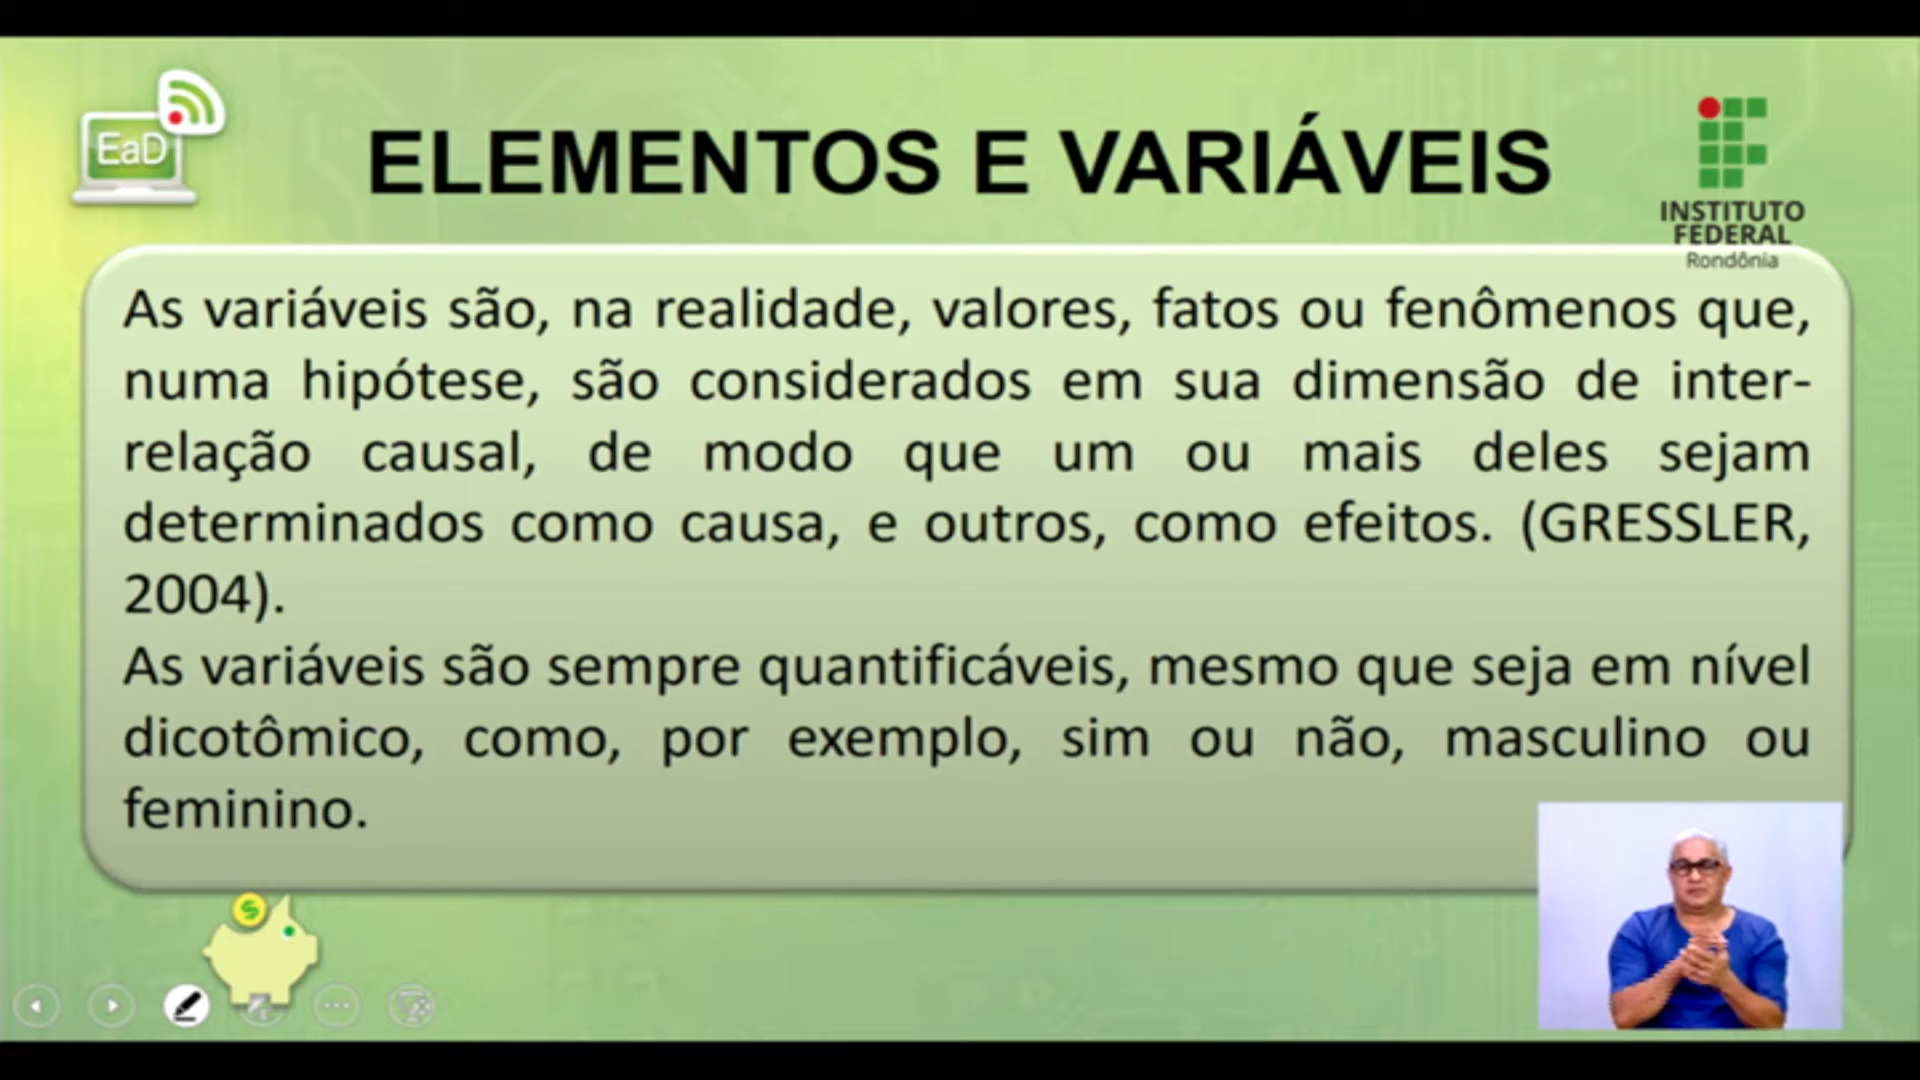 EaD
ELEMENTOS E VARIÁVEIS
INSTITUTO
FEDERAL
Rondônia
As variáveis são, na realidade, valores, fatos ou fenômenos que,
numa hipótese, são considerados em sua dimensão de inter-
relação causal, de modo que um ou mais deles sejam
determinados como causa, e outros, como efeitos. (GRESSLER,
2004).
As variáveis são sempre quantificáveis, mesmo que seja em nível
dicotômico, como, por exemplo, sim ou não, masculino ou
feminino.
$